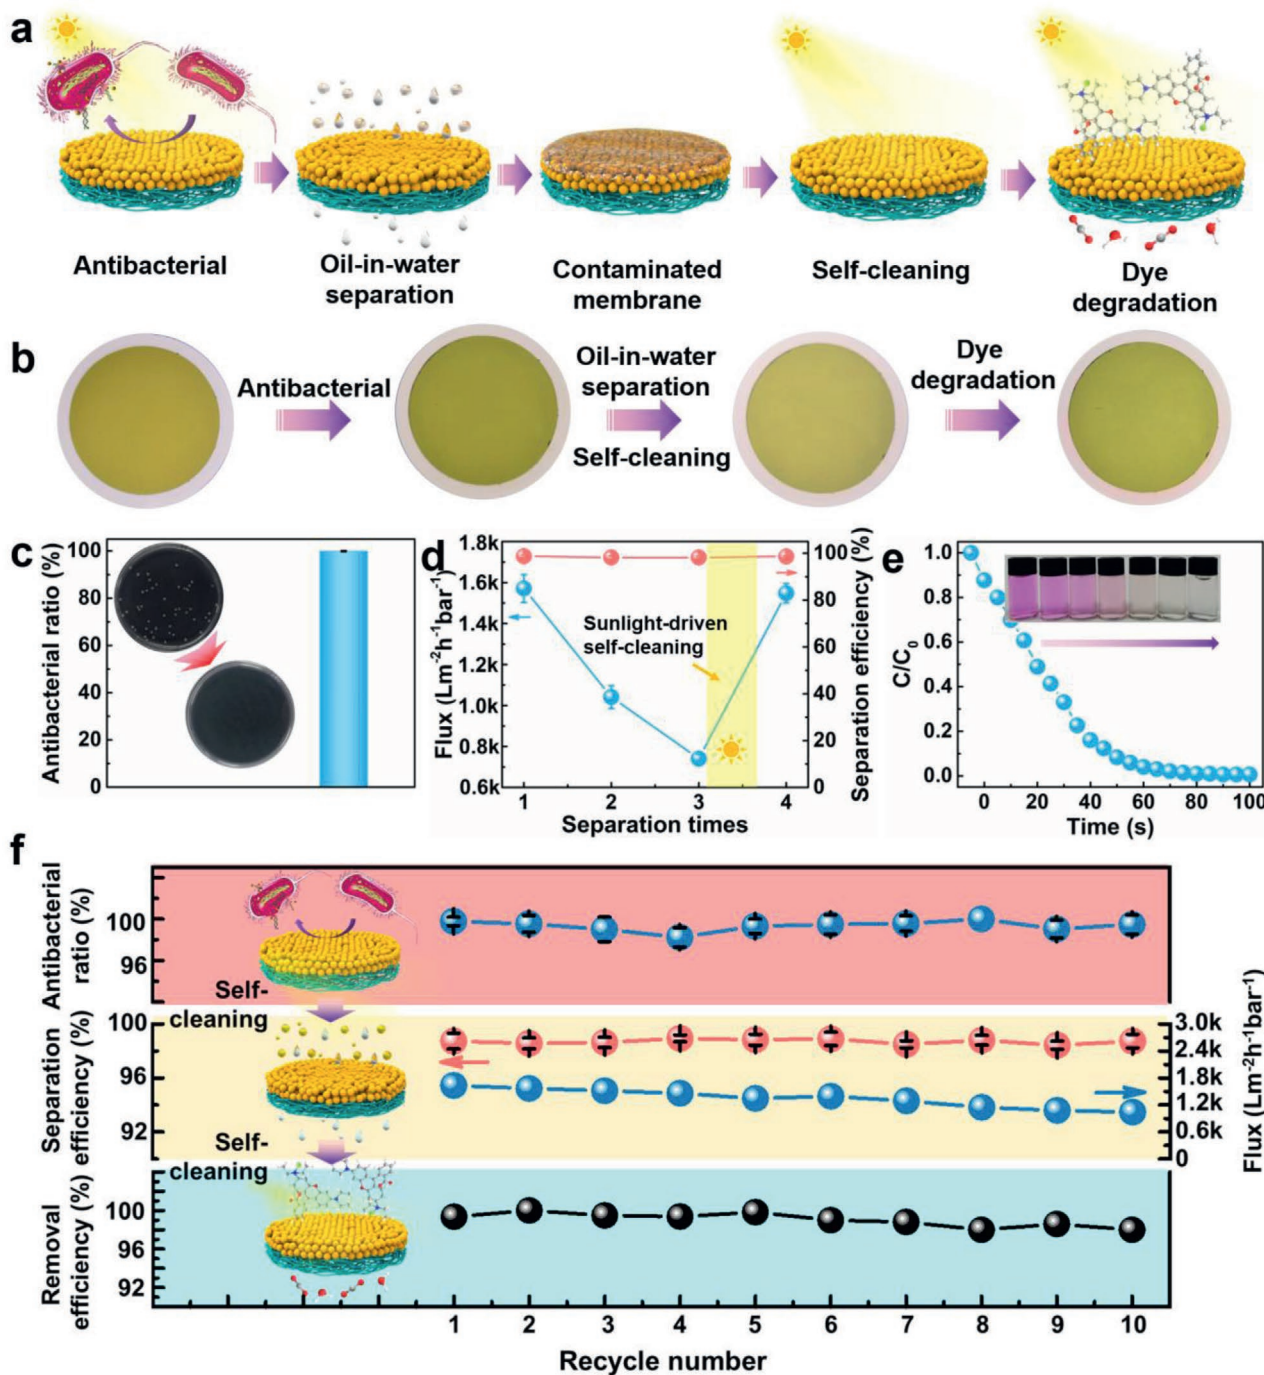 a
Antibacterial
Oil-in-water
separation
Contaminated
membrane
Self-cleaning
Dye
degradation
b
Antibacterial
Oil-in-water
separation
Self-cleaning
Dye
degradation
c
Antibacterial ratio (%)
100
80
60
40
20
0
d
Flux (Lm⁻²h⁻¹bar⁻¹)
1.8k
1.6k
1.4k
1.2k
1.0k
0.8k
0.6k
Sunlight-driven
self-cleaning
1 2 3 4
Separation times
100
80
60
40
20
0
Separation efficiency (%)
e
C/C₀
1.0
0.8
0.6
0.4
0.2
0.0
0 20 40 60 80 100
Time (s)
f
Antibacterial
ratio (%)
100
96
Self-
cleaning
Separation
efficiency (%)
100
96
92
3.0k
2.4k
1.8k
1.2k
0.6k
0
Flux (Lm⁻²h⁻¹bar⁻¹)
Self-
cleaning
Removal
efficiency (%)
100
96
92
1 2 3 4 5 6 7 8 9 10
Recycle number